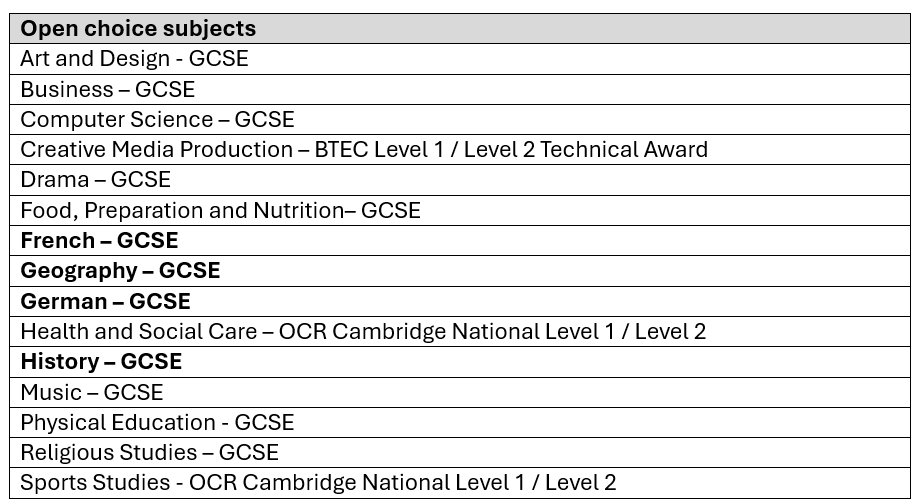 Open choice subjects
Art and Design - GCSE
Business – GCSE
Computer Science – GCSE
Creative Media Production – BTEC Level 1 / Level 2 Technical Award
Drama – GCSE
Food, Preparation and Nutrition– GCSE
French – GCSE
Geography – GCSE
German – GCSE
Health and Social Care – OCR Cambridge National Level 1 / Level 2
History – GCSE
Music – GCSE
Physical Education - GCSE
Religious Studies – GCSE
Sports Studies - OCR Cambridge National Level 1 / Level 2